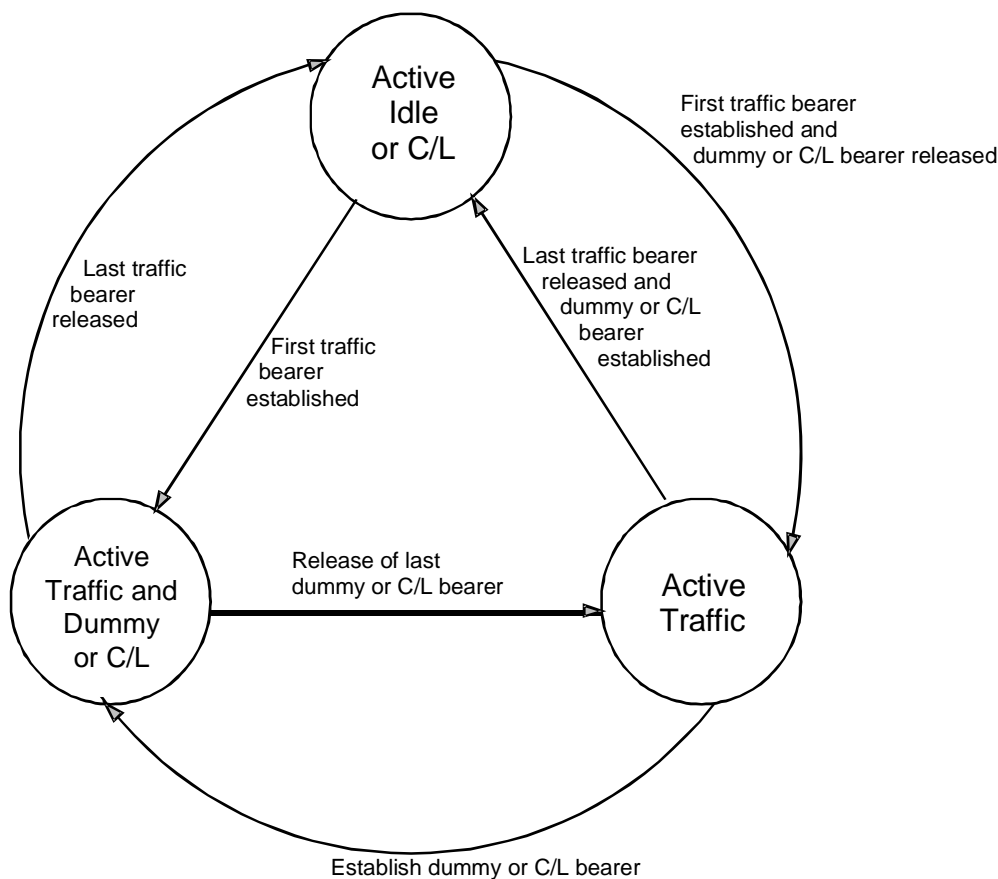 Active
Idle
or C/L
First traffic bearer
established and
dummy or C/L bearer released
Last traffic
bearer
released
Last traffic bearer
released and
dummy or C/L
bearer
established
First traffic
bearer
established
Active
Traffic and
Dummy
or C/L
Release of last
dummy or C/L bearer
Active
Traffic
Establish dummy or C/L bearer